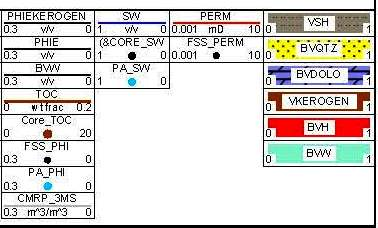 PHIEKEROGEN
0.3 v/v 0
PHIE
0.3 v/v 0
BVW
0.3 v/v 0
TOC
0 wtfrac 0.2
Core_TOC
0 20
FSS_PHI
0.3 0
PA_PHI
0.3 0
CMRP_3MS
0.3 m^3/m^3 0
SW
1 v/v 0
(&CORE_SW
1 0
PA_SW
1 0
PERM
0.001 mD 10
FSS_PERM
0.001 10
VSH
0 1
BVQTZ
0 1
BVDOLO
0 1
VKEROGEN
0 1
BVH
0 1
BVW
0 1